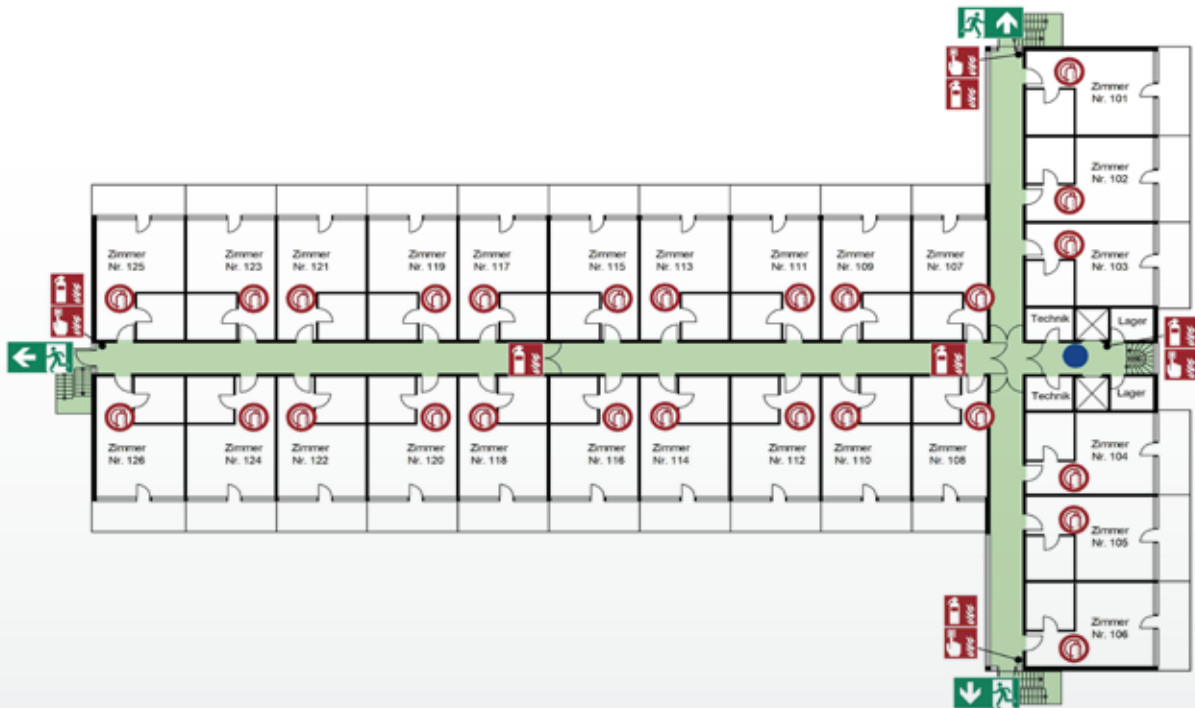 Zimmer
Nr. 101
Zimmer
Nr. 102
Zimmer
Nr. 103
Zimmer
Nr. 125
Zimmer
Nr. 123
Zimmer
Nr. 121
Zimmer
Nr. 119
Zimmer
Nr. 117
Zimmer
Nr. 115
Zimmer
Nr. 113
Zimmer
Nr. 111
Zimmer
Nr. 109
Zimmer
Nr. 107
Technik
Lager
Technik
Lager
Zimmer
Nr. 126
Zimmer
Nr. 124
Zimmer
Nr. 122
Zimmer
Nr. 120
Zimmer
Nr. 118
Zimmer
Nr. 116
Zimmer
Nr. 114
Zimmer
Nr. 112
Zimmer
Nr. 110
Zimmer
Nr. 108
Zimmer
Nr. 104
Zimmer
Nr. 105
Zimmer
Nr. 106